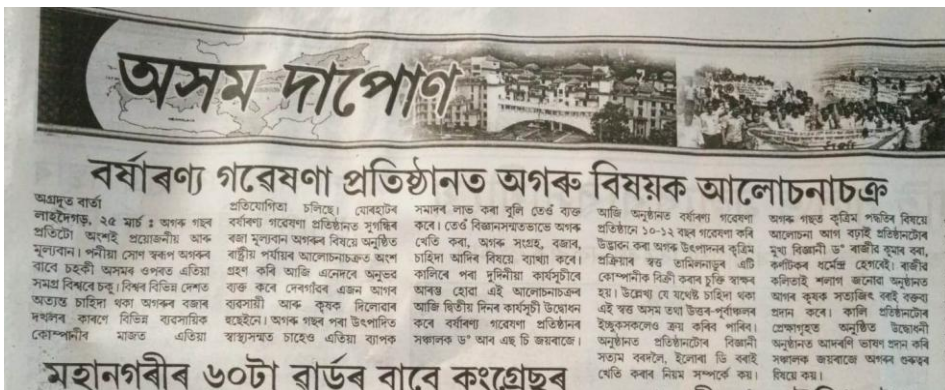 অসম দাপোণ
বৰ্ষাৰণ্য গৱেষণা প্ৰতিষ্ঠানত অগৰু বিষয়ক আলোচনাচক্ৰ
অগ্ৰদূত বাৰ্তা
লাহদৈগড়, ২৫ মাৰ্চ : অগৰু গছৰ
প্ৰতিটো অংশই প্ৰয়োজনীয় আৰু
মূল্যবান। পনীয়া সোণ স্বৰূপ অগৰুৰ
বাবে চহকী অসমৰ ওপৰত এতিয়া
সমগ্ৰ বিশ্বৰে চকু। বিশ্বৰ বিভিন্ন দেশত
অত্যন্ত চাহিদা থকা অগৰুৰ বজাৰ
দখলৰ কাৰণে বিভিন্ন ব্যৱসায়িক
কোম্পানীৰ মাজত এতিয়া
প্ৰতিযোগিতা চলিছে। যোৰহাটৰ
বৰ্ষাৰণ্য গৱেষণা প্ৰতিষ্ঠানত সুগন্ধিৰ
ৰজা মূল্যবান অগৰুৰ বিষয়ে অনুষ্ঠিত
ৰাষ্ট্ৰীয় পৰ্যায়ৰ আলোচনাচক্ৰত অংশ
গ্ৰহণ কৰি আজি এনেদৰে অনুভৱ
ব্যক্ত কৰে দেৰগাঁৱৰ এজন আগৰ
ব্যৱসায়ী আৰু কৃষক দিলোৱাৰ
হুছেইনে। অগৰু গছৰ পৰা উৎপাদিত
স্বাস্থ্যসন্মত চাহেও এতিয়া ব্যাপক
সমাদৰ লাভ কৰা বুলি তেওঁ ব্যক্ত
কৰে। তেওঁ বিজ্ঞানসন্মতভাৱে অগৰু
খেতি কৰা, অগৰু সংগ্ৰহ, বজাৰ,
চাহিদা আদিৰ বিষয়ে ব্যাখ্যা কৰে।
কালিৰে পৰা দুদিনীয়া কাৰ্যসূচীৰে
আৰম্ভ হোৱা এই আলোচনাচক্ৰৰ
আজি দ্বিতীয় দিনৰ কাৰ্যসূচী উদ্বোধন
কৰে বৰ্ষাৰণ্য গৱেষণা প্ৰতিষ্ঠানৰ
সঞ্চালক ড° আৰ এছ চি জয়ৰাজে।
আজি অনুষ্ঠানত বৰ্ষাৰণ্য গৱেষণা
প্ৰতিষ্ঠানে ১০-১২ বছৰ গৱেষণা কৰি
উদ্ভাৱন কৰা অগৰু উৎপাদনৰ কৃত্ৰিম
প্ৰক্ৰিয়াৰ স্বত্ব তামিলনাডুৰ এটি
কোম্পানীক বিক্ৰী কৰাৰ চুক্তি স্বাক্ষৰ
হয়। উল্লেখ্য যে যথেষ্ট চাহিদা থকা
এই স্বত্ব অসম তথা উত্তৰ-পূৰ্বাঞ্চলৰ
ইচ্ছুকসকলেও ক্ৰয় কৰিব পাৰিব।
অনুষ্ঠানত প্ৰতিষ্ঠানটোৰ বিজ্ঞানী
সত্যম বৰদলৈ, ইলোৰা ডি বৰাই
খেতি কৰাৰ নিয়ম সম্পৰ্কে কয়।
অগৰু গছত কৃত্ৰিম পদ্ধতিৰ বিষয়ে
আলোচনা আগ বঢ়াই প্ৰতিষ্ঠানটোৰ
মুখ্য বিজ্ঞানী ড° ৰাজীৱ কুমাৰ বৰা,
কৰ্ণাটকৰ ধৰ্মেন্দ্ৰ হেগৰেই। ৰাজীৱ
কলিতাই শলাগ জনোৱা অনুষ্ঠানত
আগৰ কৃষক সত্যজিৎ বৰাই বক্তব্য
প্ৰদান কৰে। কালি প্ৰতিষ্ঠানটোৰ
প্ৰেক্ষাগৃহত অনুষ্ঠিত উদ্বোধনী
অনুষ্ঠানত আদৰণি ভাষণ প্ৰদান কৰি
সঞ্চালক জয়ৰাজে অগৰুৰ গুৰুত্বৰ
বিষয়ে কয়।
মহানগৰীৰ ৬০টা ৱাৰ্ডৰ বাবে কংগ্ৰেছৰ